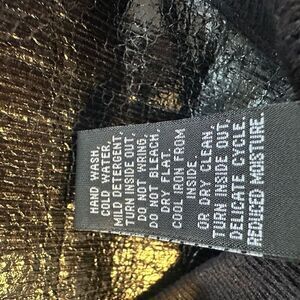 HAND WASH,
COLD WATER,
MILD DETERGENT,
TURN INSIDE OUT,
DO NOT WRING,
DO NOT BLEACH,
DRY FLAT
COOL IRON FROM
INSIDE.
OR DRY CLEAN,
TURN INSIDE OUT,
DELICATE CYCLE.
REDUCED MOISTURE.